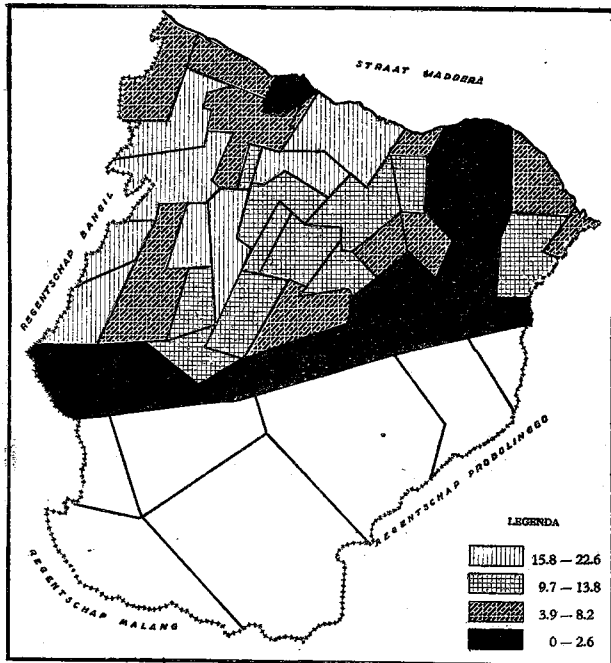 STRAAT MADOERA
REGENTSCHAP BANGIL
REGENTSCHAP PROBOLINGGO
REGENTSCHAP MALANG
LEGENDA
15.8 — 22.6
9.7 — 13.8
3.9 — 8.2
0 — 2.6